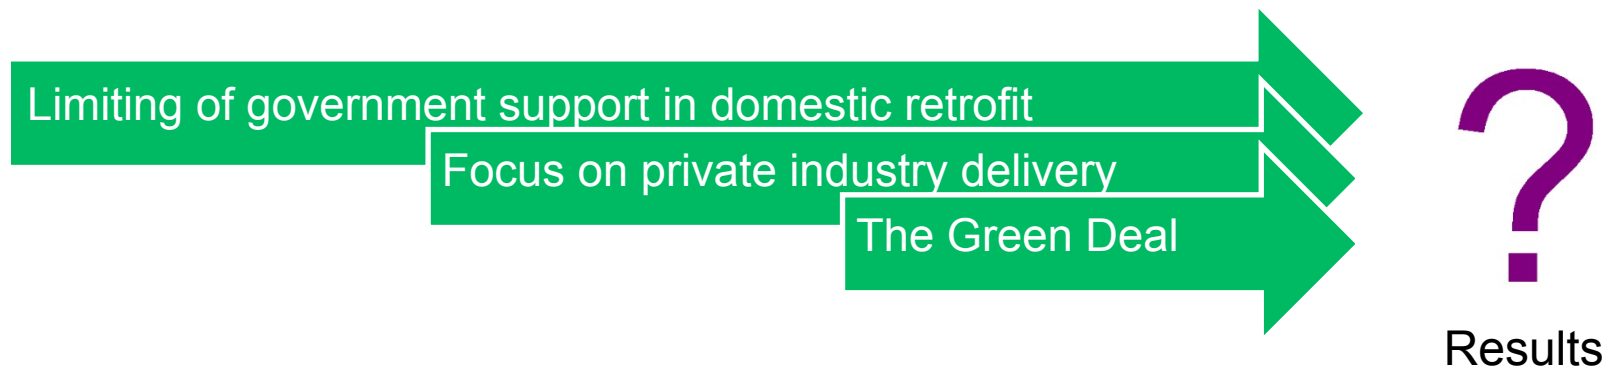 Limiting of government support in domestic retrofit
Focus on private industry delivery
The Green Deal
?
Results